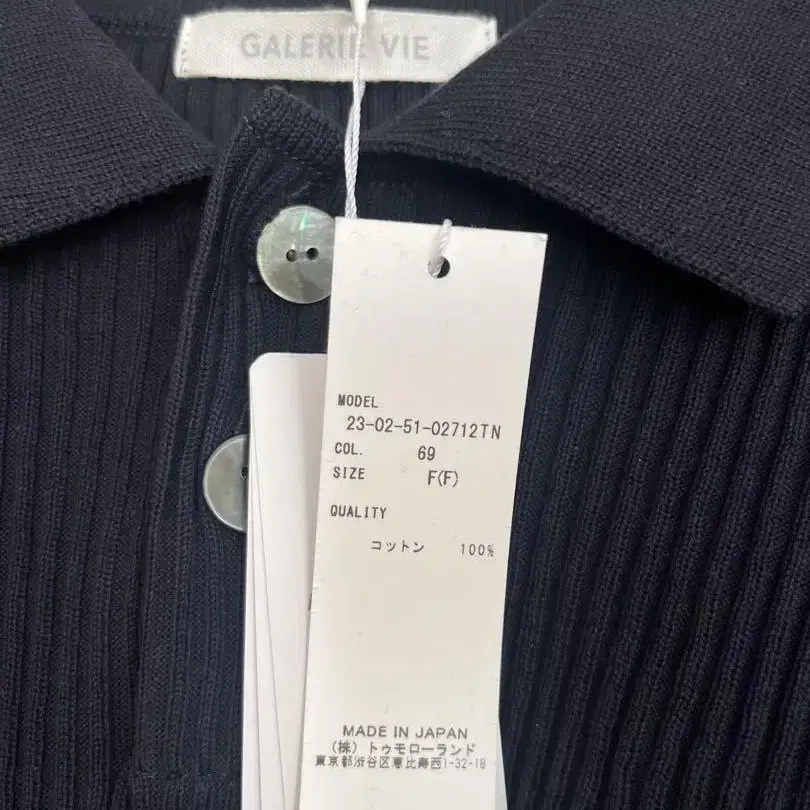 GALERIE VIE
MODEL
23-02-51-02712TN
COL. 69
SIZE F(F)
QUALITY
コットン 100%
MADE IN JAPAN
(株) トゥモローランド
東京都渋谷区恵比寿西1-32-18